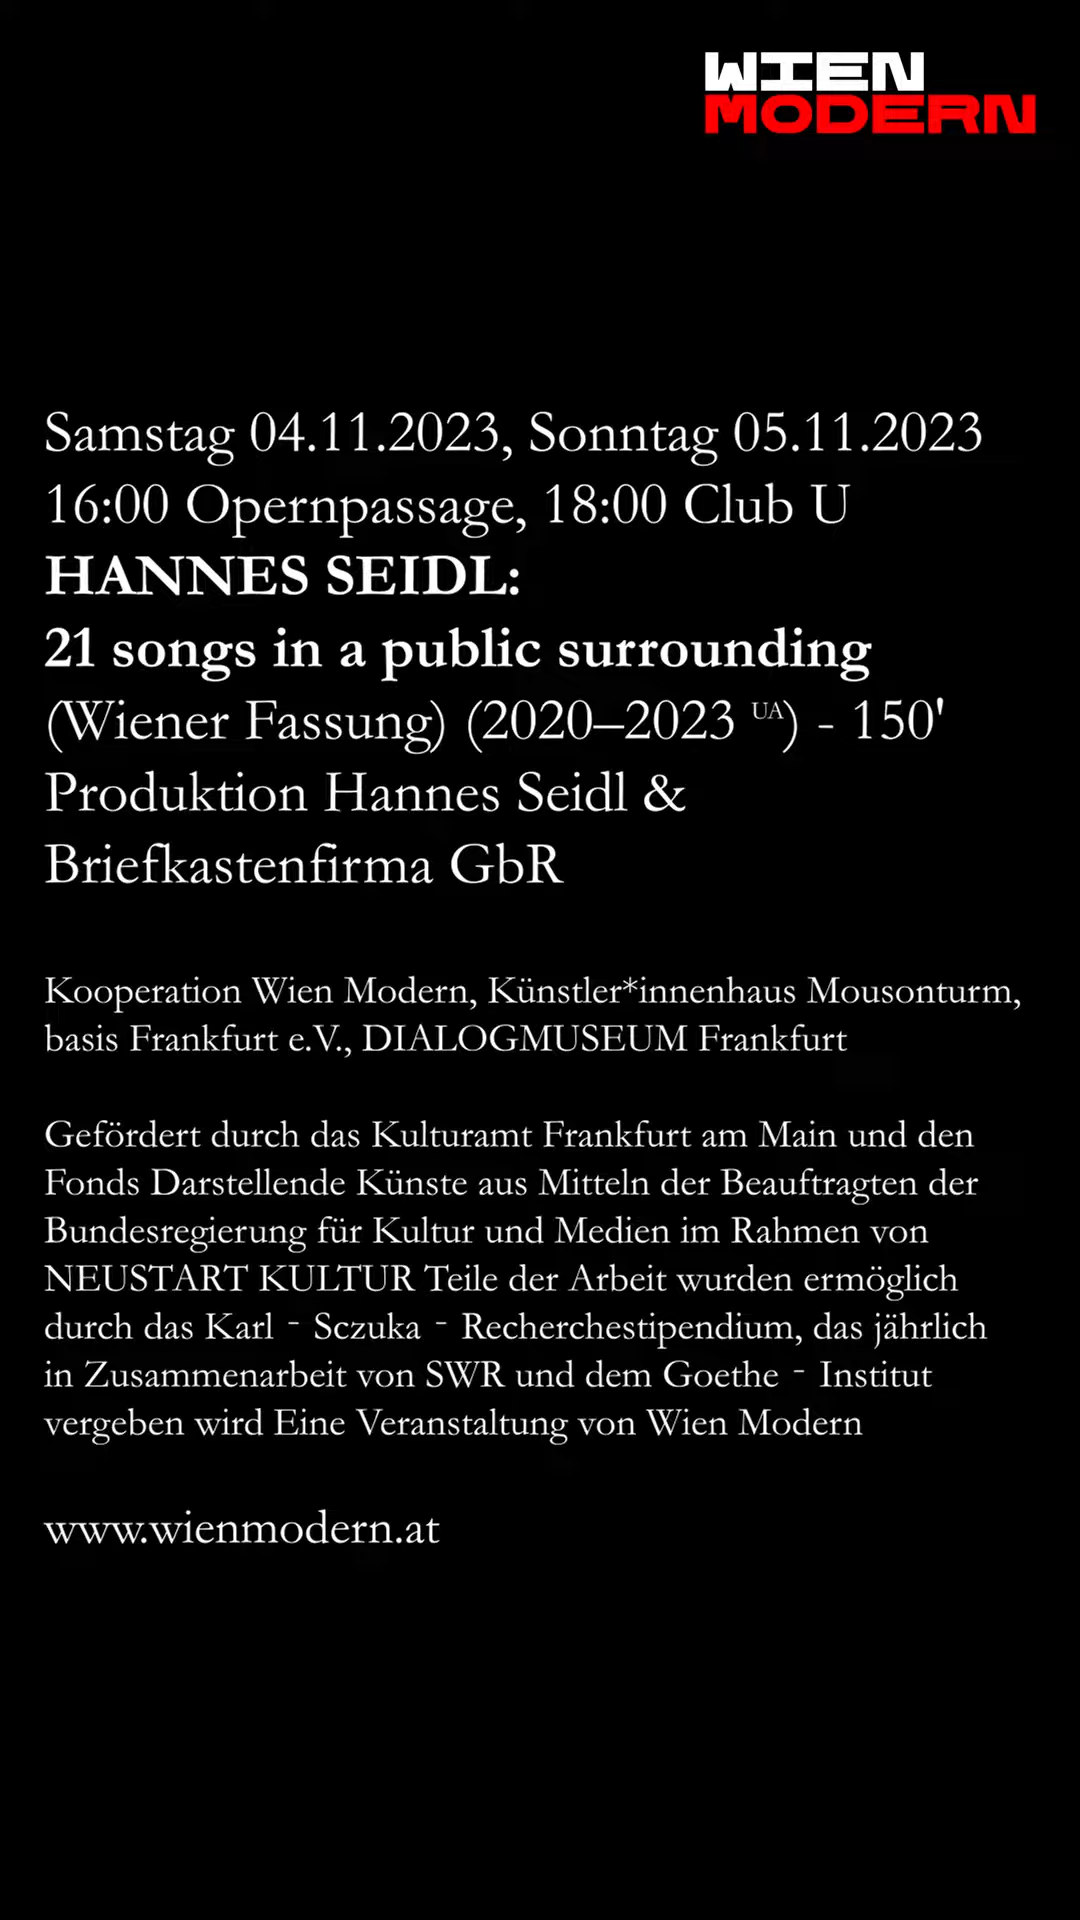 WIEN
MODERN
Samstag 04.11.2023, Sonntag 05.11.2023
16:00 Opernpassage, 18:00 Club U
HANNES SEIDL:
21 songs in a public surrounding
(Wiener Fassung) (2020–2023 UA) - 150'
Produktion Hannes Seidl &
Briefkastenfirma GbR
Kooperation Wien Modern, Künstler*innenhaus Mousonturm,
basis Frankfurt e.V., DIALOGMUSEUM Frankfurt
Gefördert durch das Kulturamt Frankfurt am Main und den
Fonds Darstellende Künste aus Mitteln der Beauftragten der
Bundesregierung für Kultur und Medien im Rahmen von
NEUSTART KULTUR Teile der Arbeit wurden ermöglich
durch das Karl - Sczuka - Recherchestipendium, das jährlich
in Zusammenarbeit von SWR und dem Goethe - Institut
vergeben wird Eine Veranstaltung von Wien Modern
www.wienmodern.at